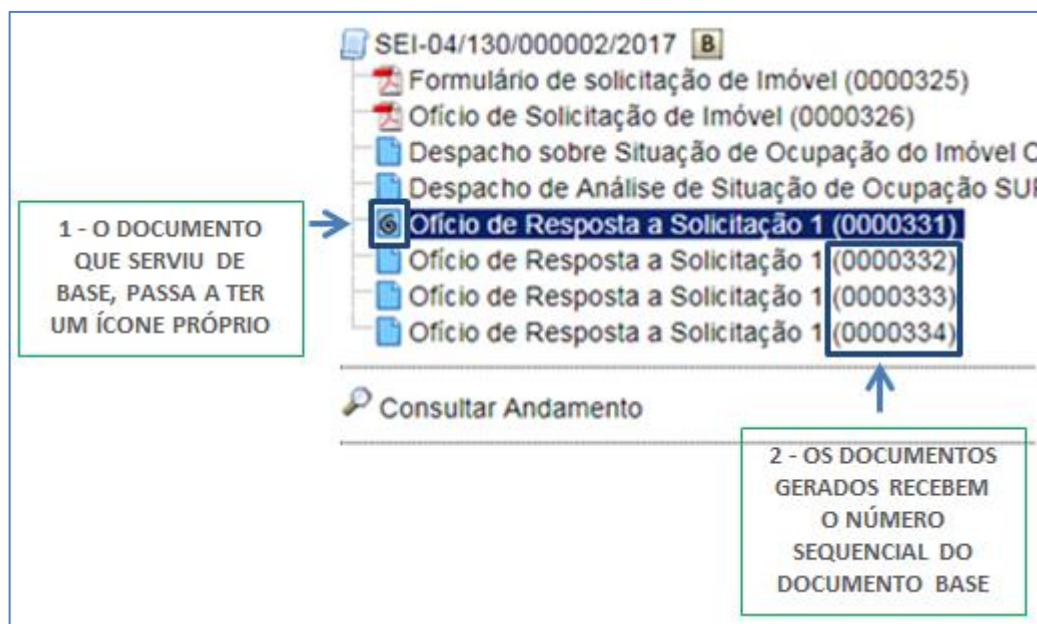 SEI-04/130/000002/2017 B
Formulário de solicitação de Imóvel (0000325)
Ofício de Solicitação de Imóvel (0000326)
Despacho sobre Situação de Ocupação do Imóvel
Despacho de Análise de Situação de Ocupação
Ofício de Resposta a Solicitação 1 (0000331)
Ofício de Resposta a Solicitação 1 (0000332)
Ofício de Resposta a Solicitação 1 (0000333)
Ofício de Resposta a Solicitação 1 (0000334)
Consultar Andamento
1 - O DOCUMENTO
QUE SERVIU DE
BASE, PASSA A TER
UM ÍCONE PRÓPRIO
2 - OS DOCUMENTOS
GERADOS RECEBEM
O NÚMERO
SEQUENCIAL DO
DOCUMENTO BASE